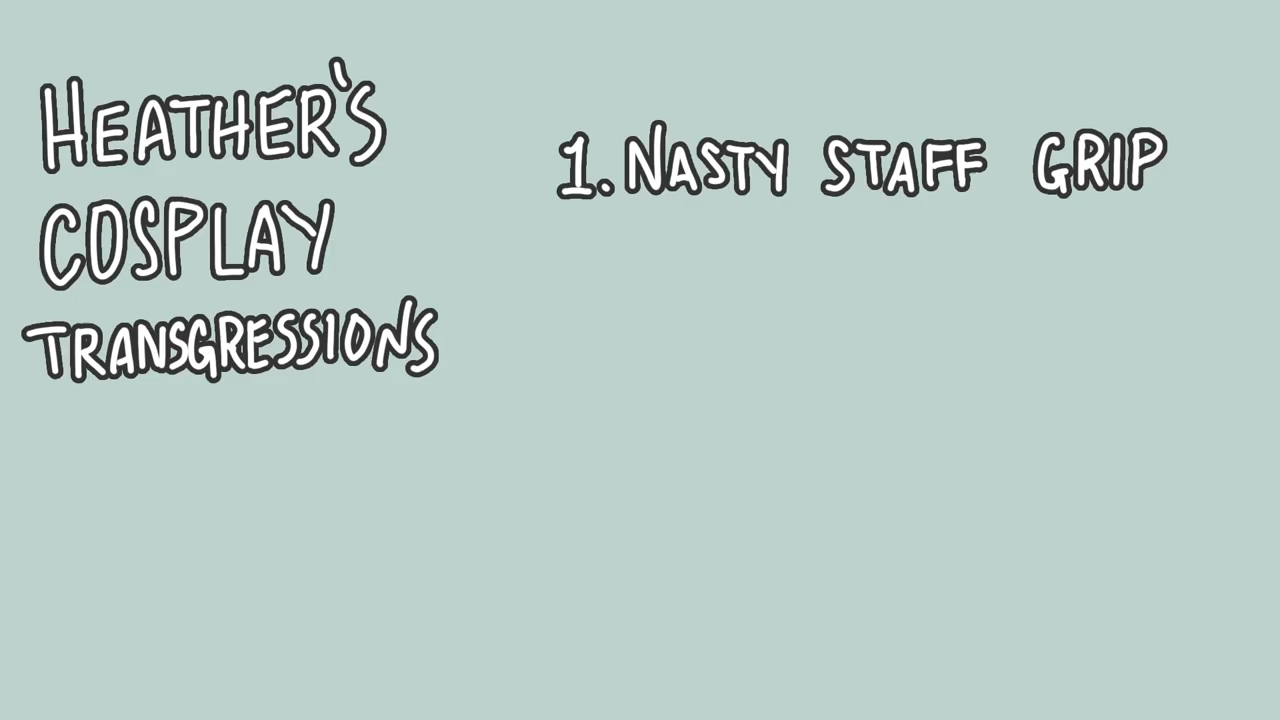 HEATHER'S
COSPLAY
TRANSGRESSIONS
1. NASTY STAFF GRIP